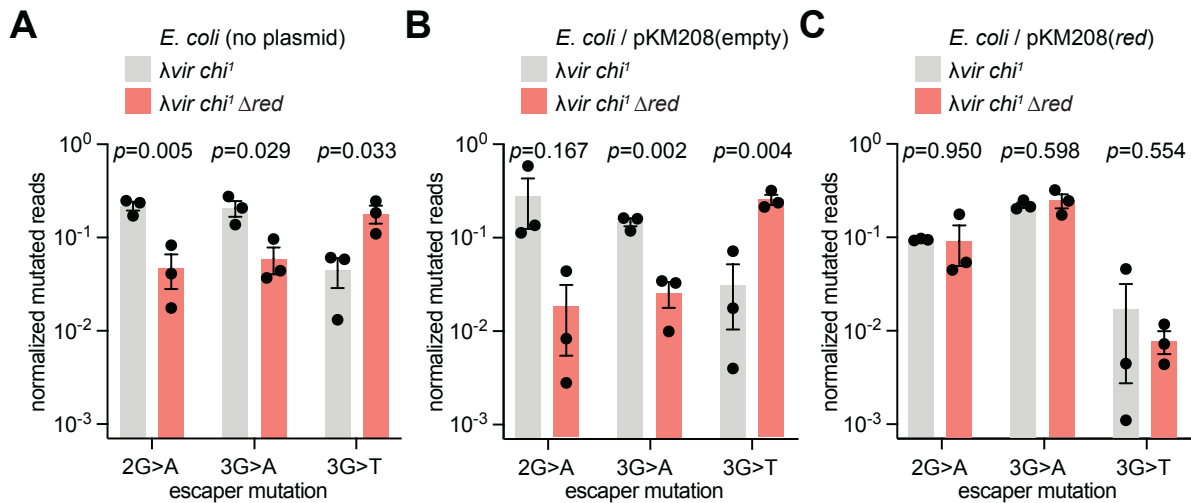 A
E. coli (no plasmid)
λvir chi¹
λvir chi¹ Δred
normalized mutated reads
10⁰
10⁻¹
10⁻²
10⁻³
p=0.005 p=0.029 p=0.033
2G>A 3G>A 3G>T
escaper mutation
B
E. coli / pKM208(empty)
λvir chi¹
λvir chi¹ Δred
normalized mutated reads
10⁰
10⁻¹
10⁻²
10⁻³
p=0.167 p=0.002 p=0.004
2G>A 3G>A 3G>T
escaper mutation
C
E. coli / pKM208(red)
λvir chi¹
λvir chi¹ Δred
normalized mutated reads
10⁰
10⁻¹
10⁻²
10⁻³
p=0.950 p=0.598 p=0.554
2G>A 3G>A 3G>T
escaper mutation